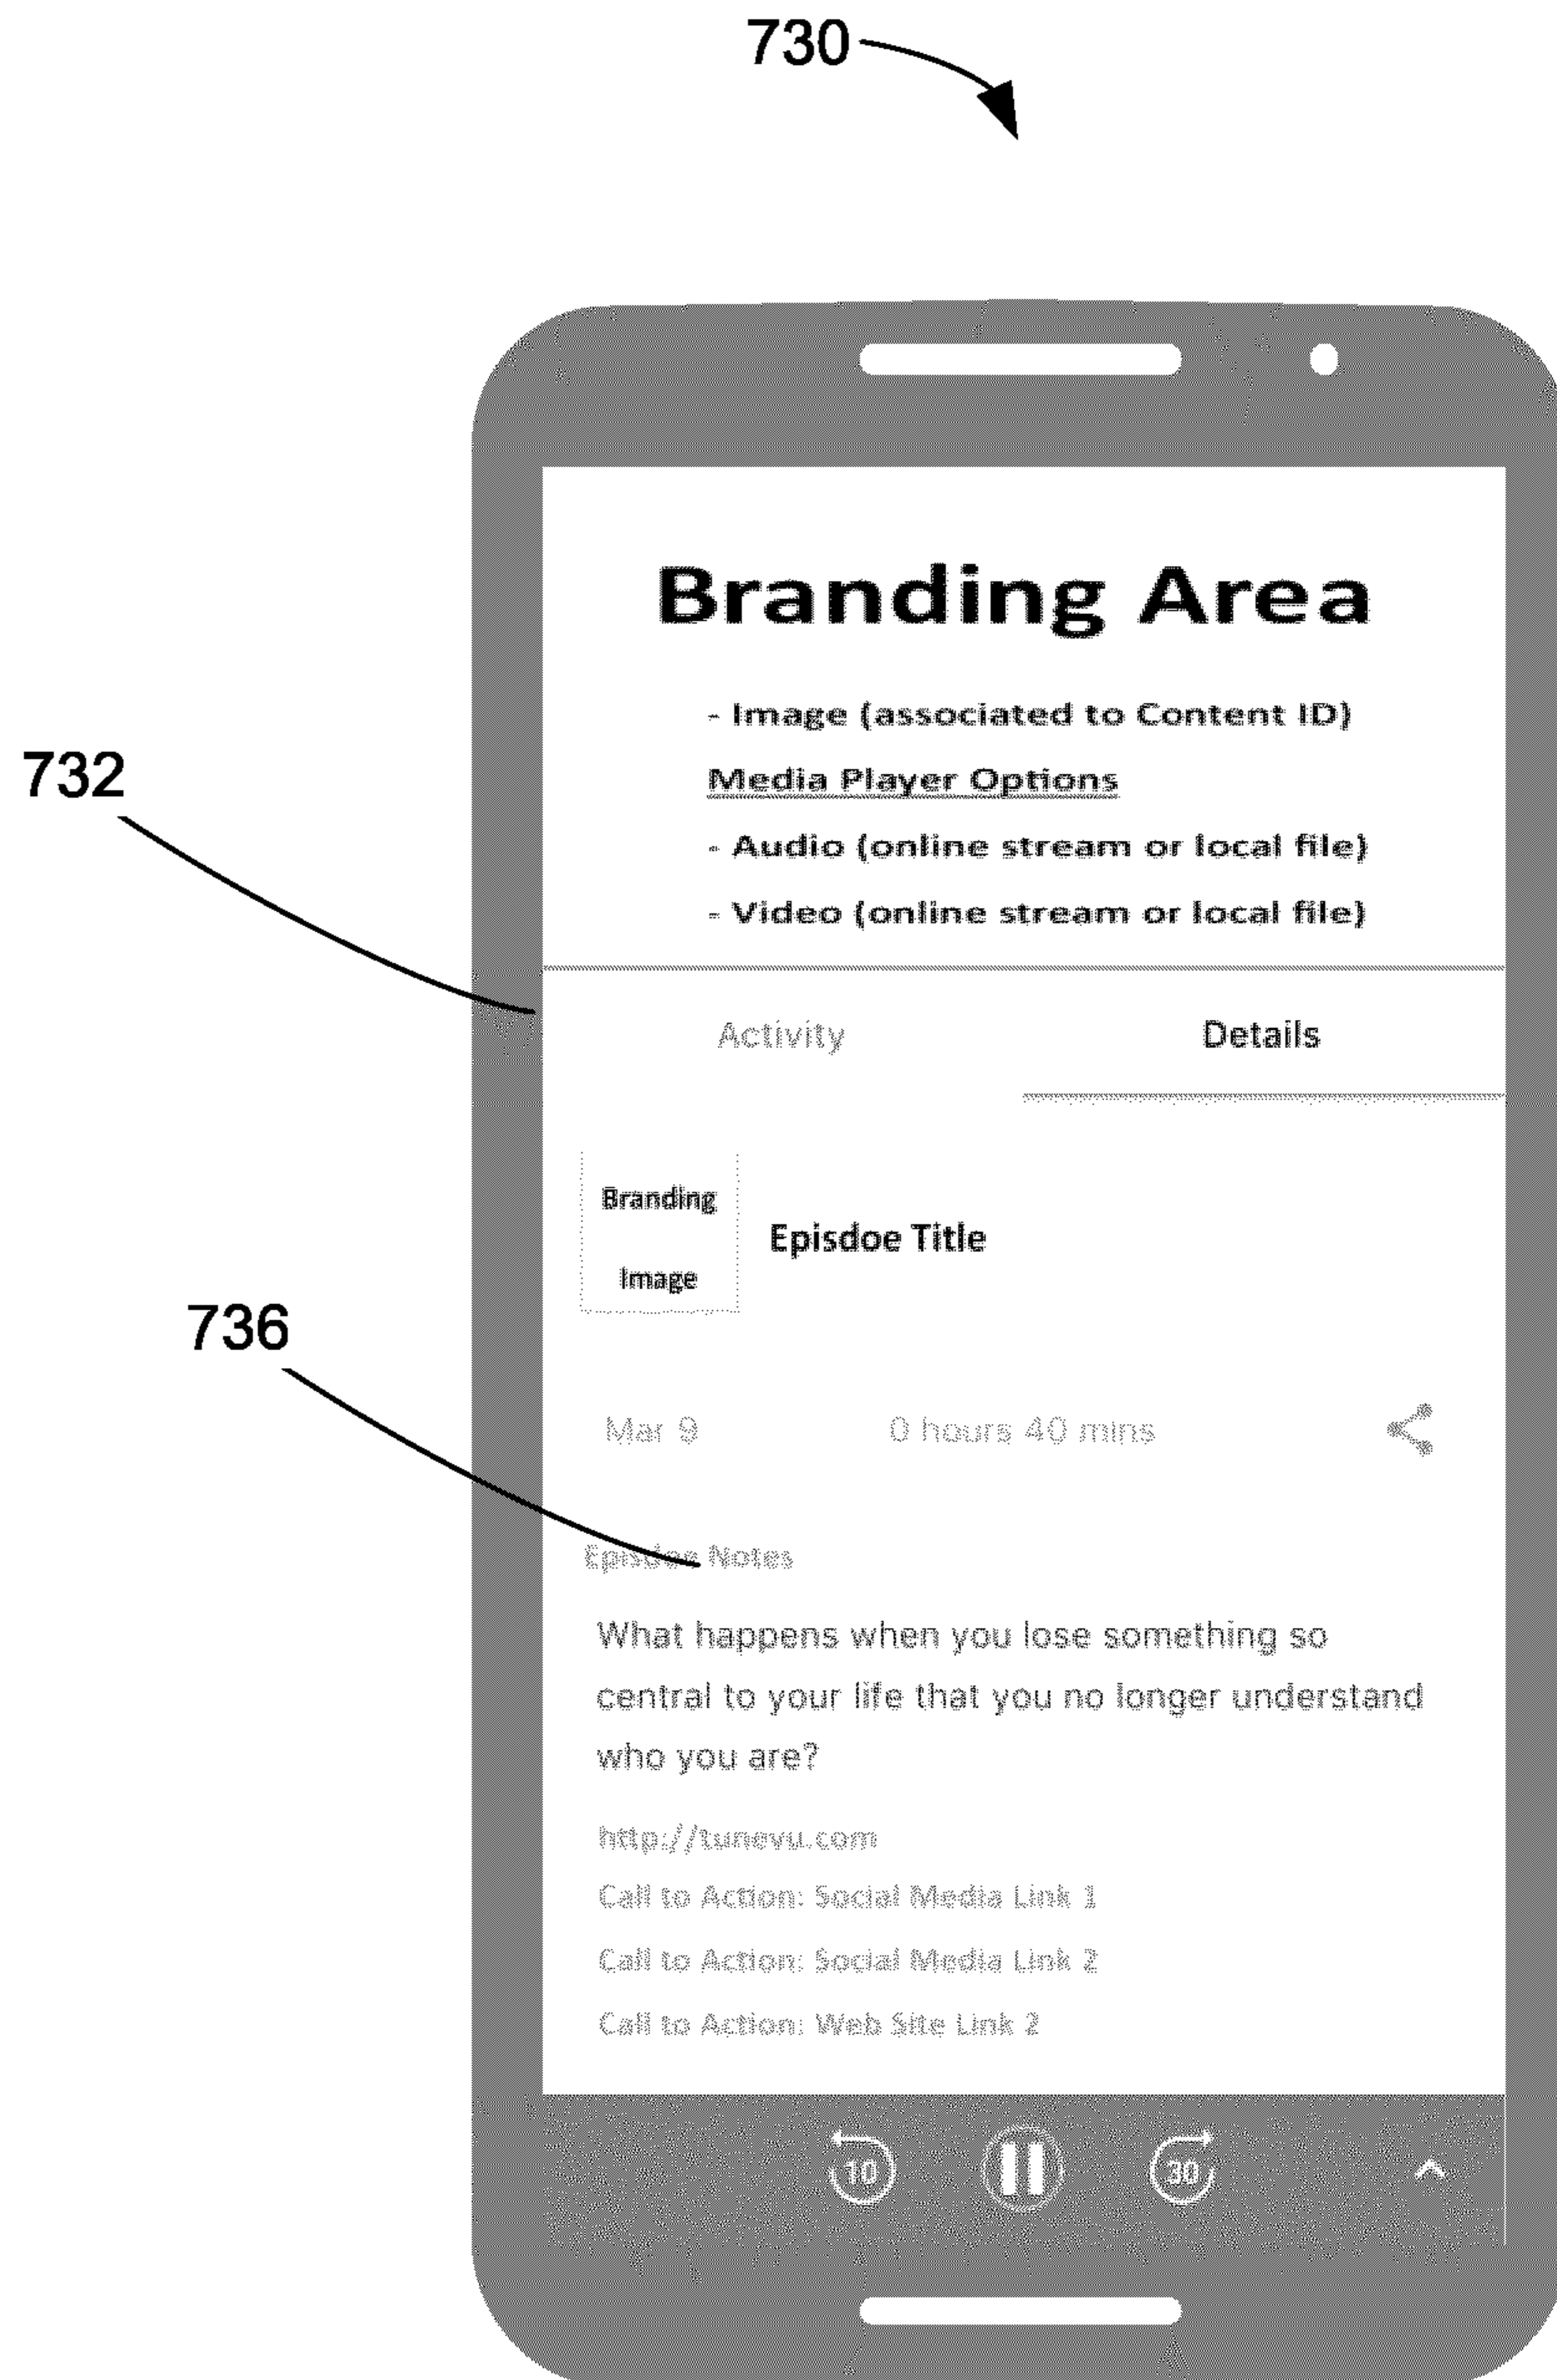 730
Branding Area
- Image (associated to Content ID)
732
Media Player Options
- Audio (online stream or local file)
- Video (online stream or local file)
Activity Details
Branding
Image
Episdoe Title
736
Mar 9 0 hours 40 mins
Episdoe Notes
What happens when you lose something so
central to your life that you no longer understand
who you are?
http://tunevu.com
Call to Action: Social Media Link 1
Call to Action: Social Media Link 2
Call to Action: Web Site Link 2
10 30